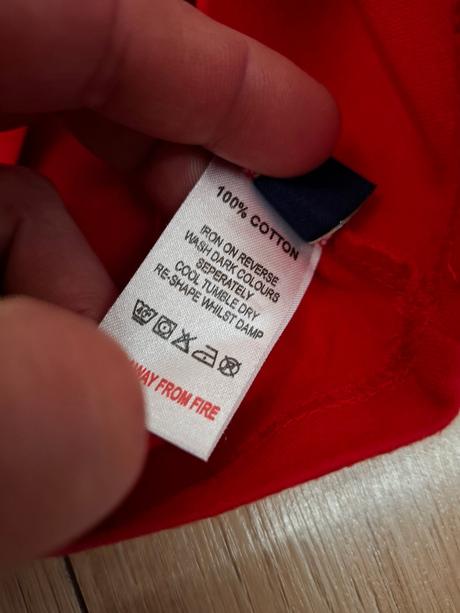 100% COTTON
IRON ON REVERSE
WASH DARK COLOURS
SEPERATELY
COOL TUMBLE DRY
RE-SHAPE WHILST DAMP
40°
AWAY FROM FIRE